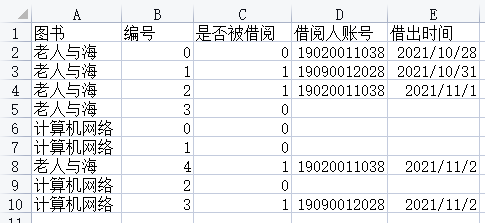 A B C D E
1 图书 编号 是否被借阅 借阅人账号 借出时间
2 老人与海 0 0 19020011038 2021/10/28
3 老人与海 1 1 19090012028 2021/10/31
4 老人与海 2 1 19020011038 2021/11/1
5 老人与海 3 0
6 计算机网络 0 0
7 计算机网络 1 0
8 老人与海 4 1 19020011038 2021/11/2
9 计算机网络 2 0
10 计算机网络 3 1 19090012028 2021/11/2